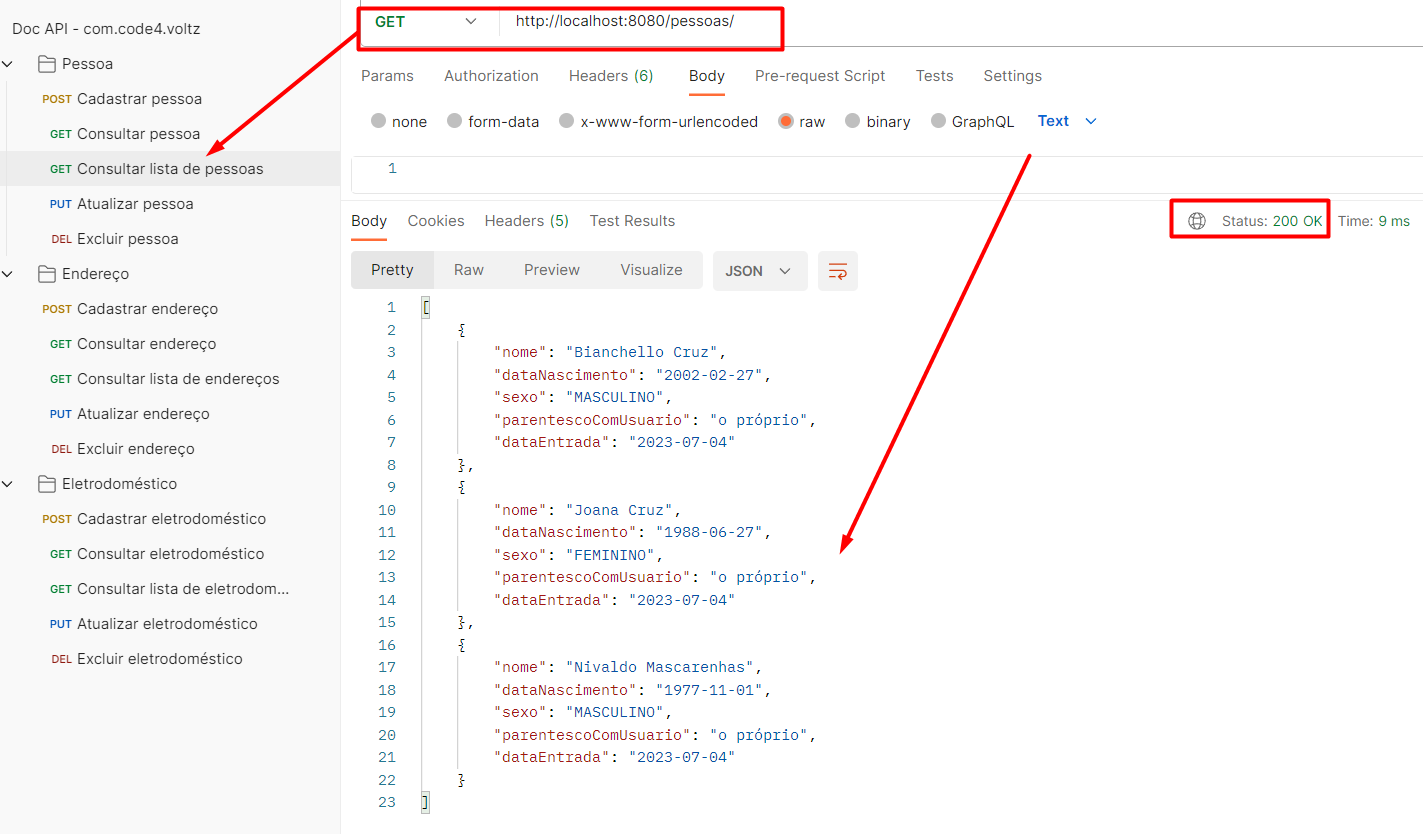 Doc API - com.code4.voltz
Pessoa
POST Cadastrar pessoa
GET Consultar pessoa
GET Consultar lista de pessoas
PUT Atualizar pessoa
DEL Excluir pessoa
Endereço
POST Cadastrar endereço
GET Consultar endereço
GET Consultar lista de endereços
PUT Atualizar endereço
DEL Excluir endereço
Eletrodoméstico
POST Cadastrar eletrodoméstico
GET Consultar eletrodoméstico
GET Consultar lista de eletrodom...
PUT Atualizar eletrodoméstico
DEL Excluir eletrodoméstico
GET http://localhost:8080/pessoas/
Params Authorization Headers (6) Body Pre-request Script Tests Settings
none form-data x-www-form-urlencoded raw binary GraphQL Text
1
Body Cookies Headers (5) Test Results Status: 200 OK Time: 9 ms
Pretty Raw Preview Visualize JSON
1 [
2 {
3 "nome": "Bianchello Cruz",
4 "dataNascimento": "2002-02-27",
5 "sexo": "MASCULINO",
6 "parentescoComUsuario": "o próprio",
7 "dataEntrada": "2023-07-04"
8 },
9 {
10 "nome": "Joana Cruz",
11 "dataNascimento": "1988-06-27",
12 "sexo": "FEMININO",
13 "parentescoComUsuario": "o próprio",
14 "dataEntrada": "2023-07-04"
15 },
16 {
17 "nome": "Nivaldo Mascarenhas",
18 "dataNascimento": "1977-11-01",
19 "sexo": "MASCULINO",
20 "parentescoComUsuario": "o próprio",
21 "dataEntrada": "2023-07-04"
22 }
23 ]